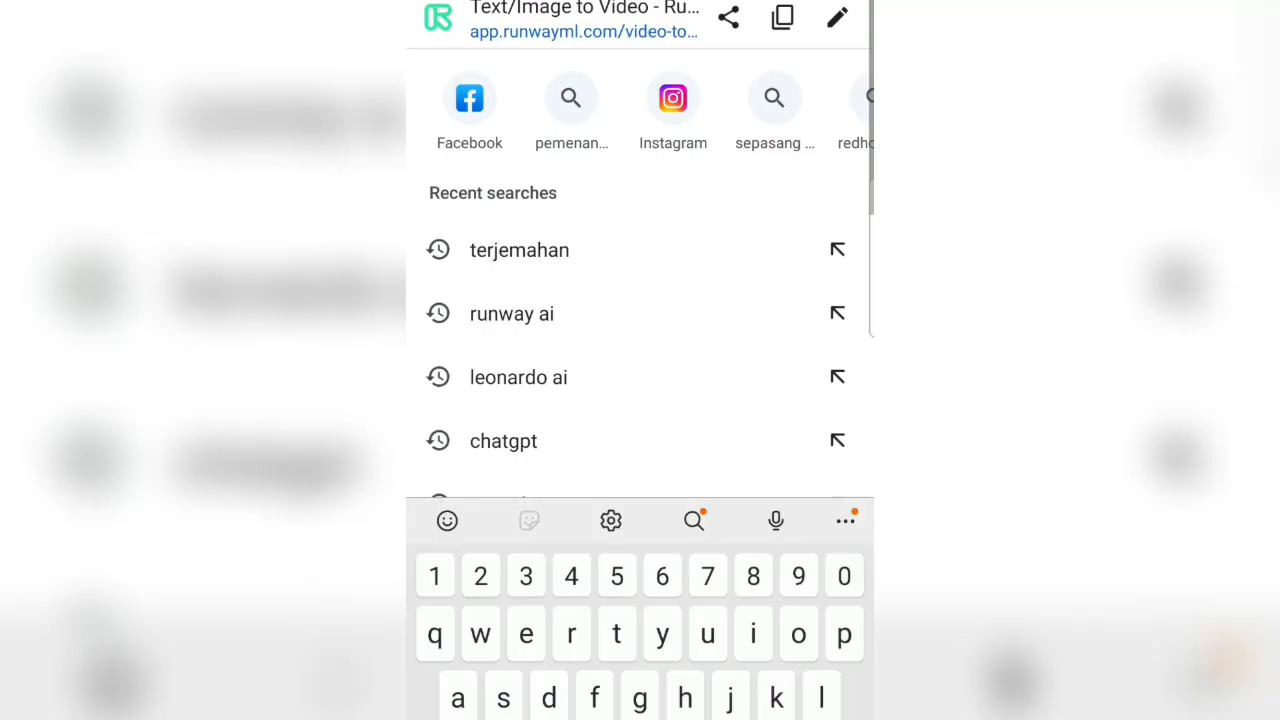 Text/Image to Video - Ru...
app.runwayml.com/video-to...
Facebook pemenan... Instagram sepasang ... redho
Recent searches
terjemahan
runway ai
leonardo ai
chatgpt
1 2 3 4 5 6 7 8 9 0
q w e r t y u i o p
a s d f g h j k l